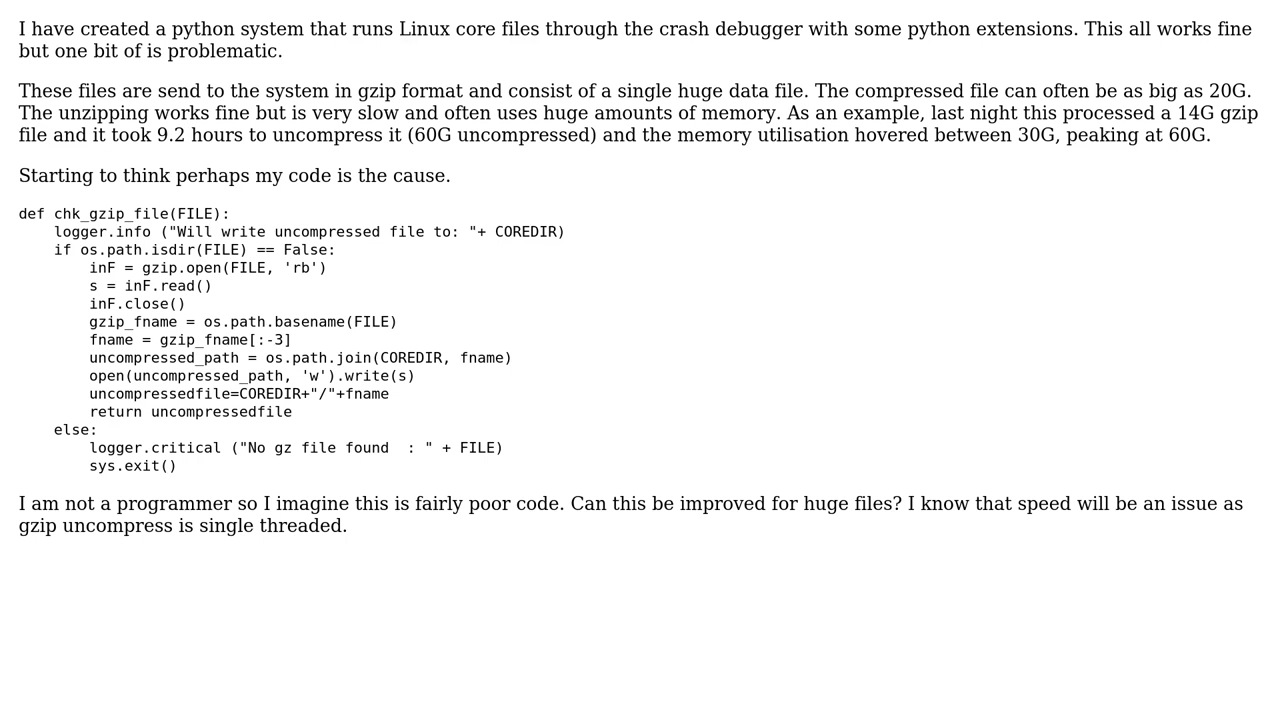 I have created a python system that runs Linux core files through the crash debugger with some python extensions. This all works fine
but one bit of is problematic.
These files are send to the system in gzip format and consist of a single huge data file. The compressed file can often be as big as 20G.
The unzipping works fine but is very slow and often uses huge amounts of memory. As an example, last night this processed a 14G gzip
file and it took 9.2 hours to uncompress it (60G uncompressed) and the memory utilisation hovered between 30G, peaking at 60G.
Starting to think perhaps my code is the cause.
def chk_gzip_file(FILE):
    logger.info ("Will write uncompressed file to: "+ COREDIR)
    if os.path.isdir(FILE) == False:
        inF = gzip.open(FILE, 'rb')
        s = inF.read()
        inF.close()
        gzip_fname = os.path.basename(FILE)
        fname = gzip_fname[:-3]
        uncompressed_path = os.path.join(COREDIR, fname)
        open(uncompressed_path, 'w').write(s)
        uncompressedfile=COREDIR+"/"+fname
        return uncompressedfile
    else:
        logger.critical ("No gz file found  : " + FILE)
        sys.exit()
I am not a programmer so I imagine this is fairly poor code. Can this be improved for huge files? I know that speed will be an issue as
gzip uncompress is single threaded.